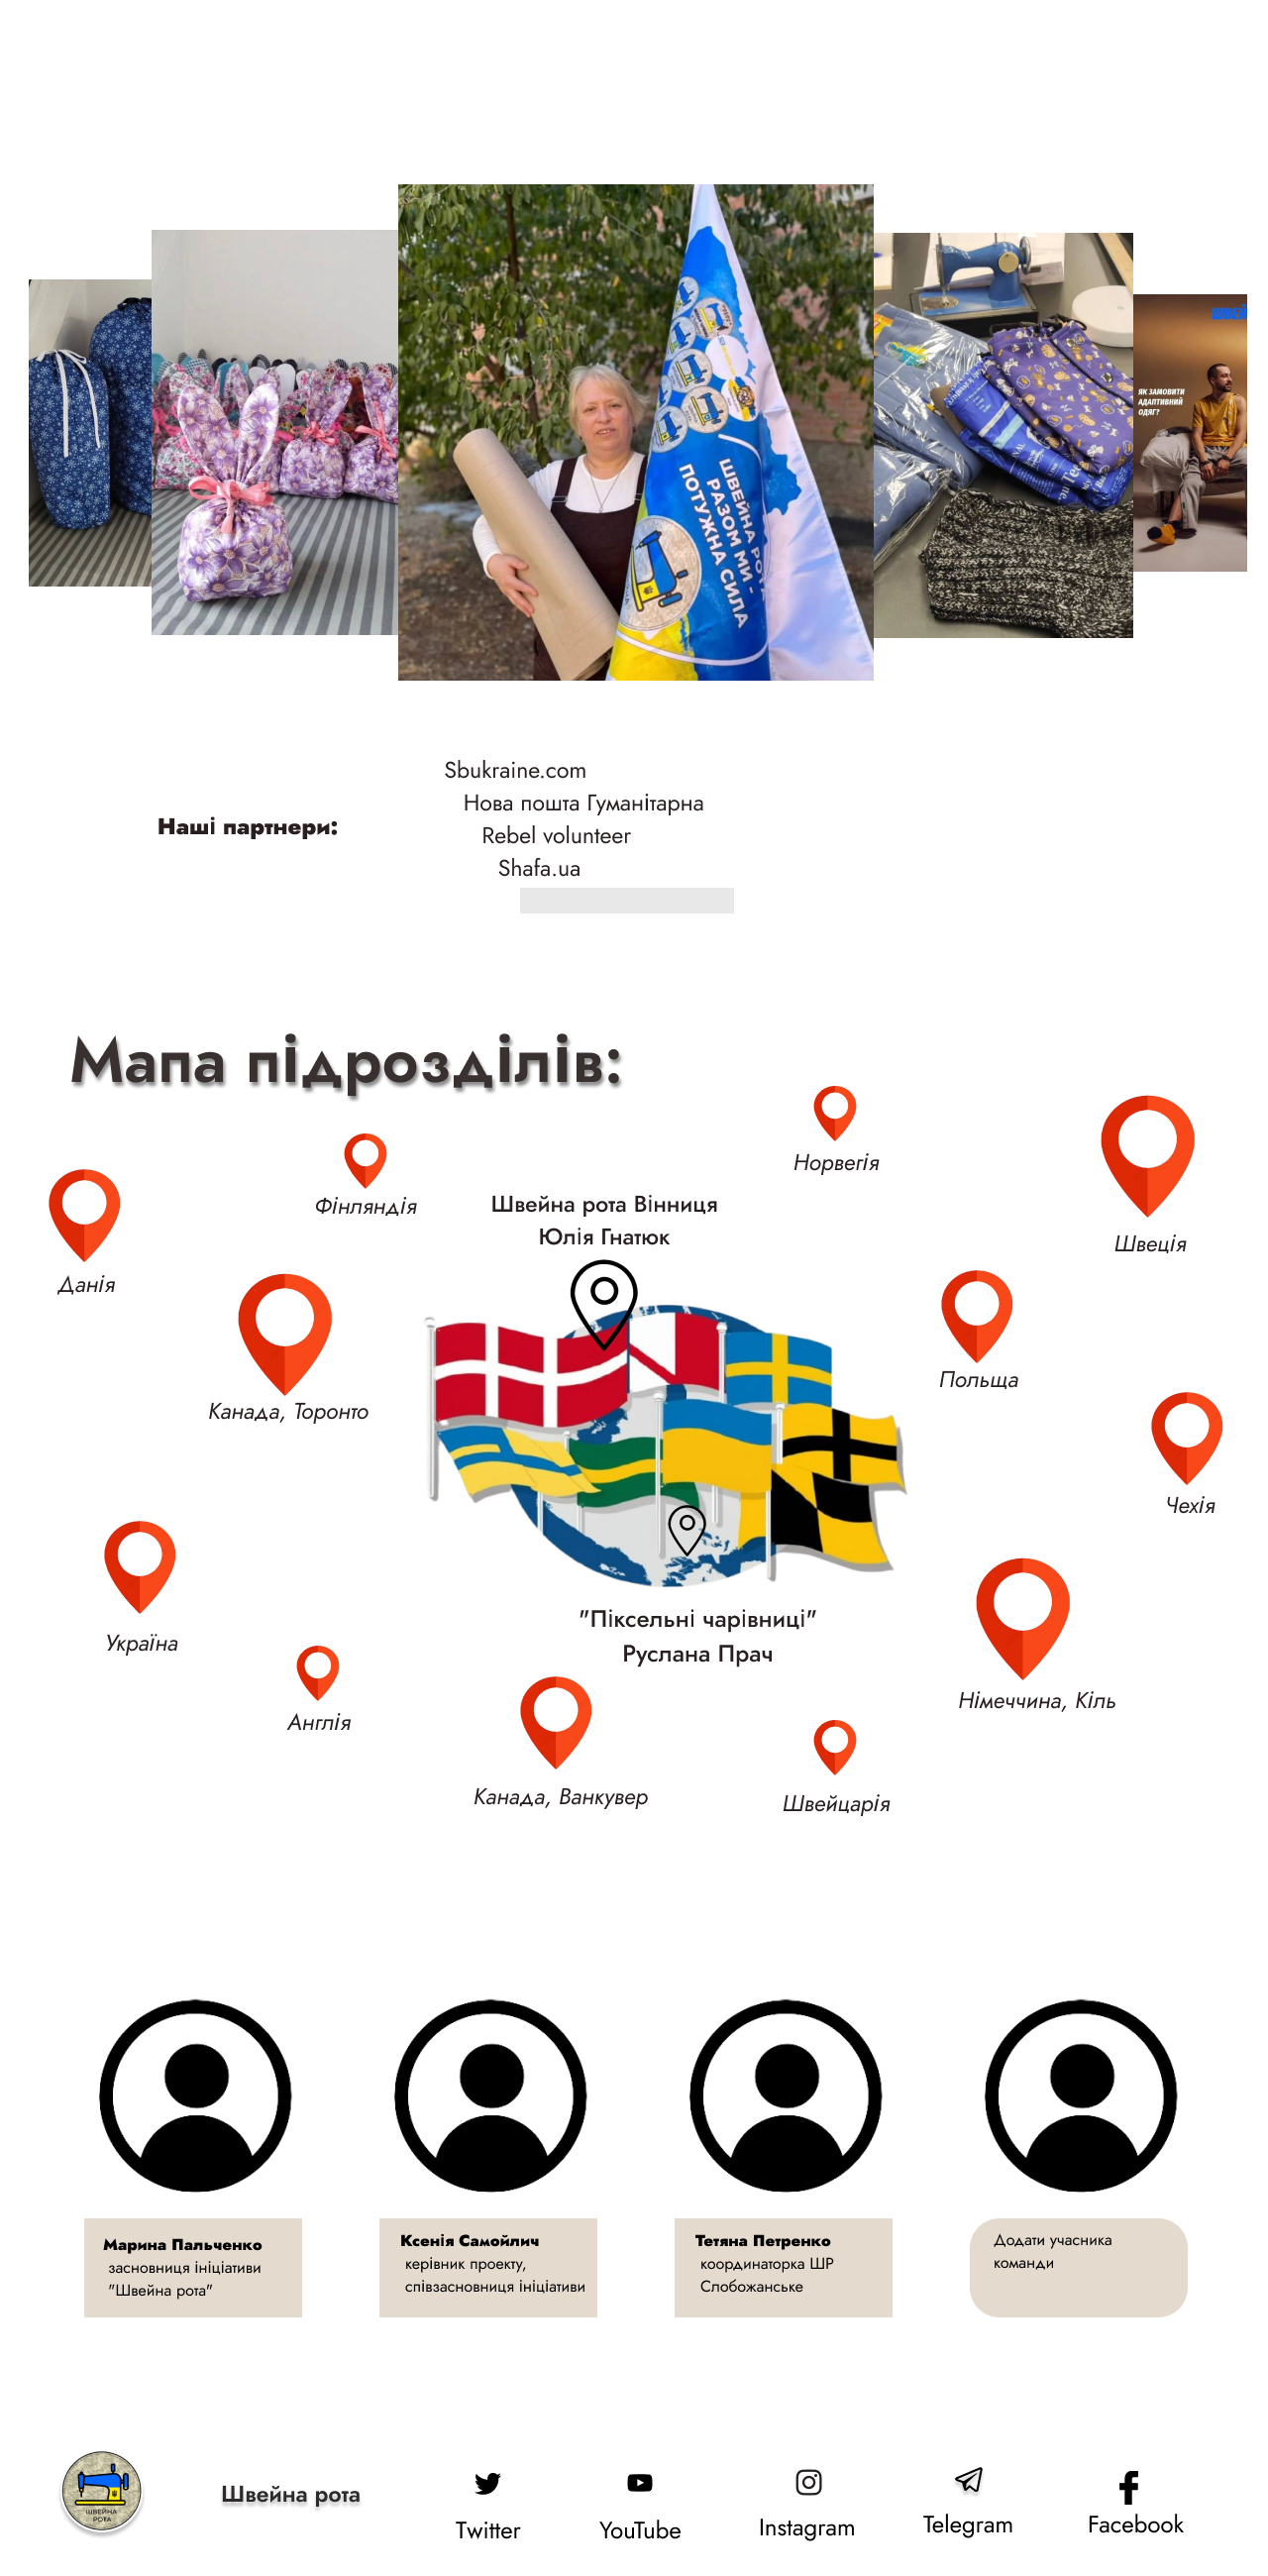 ШВЕЙНА РОТА
РАЗОМ МИ -
ПОТУЖНА СИЛА
ШВЕЙ
ЯК ЗАМОВИТИ
АДАПТИВНИЙ
ОДЯГ?
Наші партнери:
Sbukraine.com
Нова пошта Гуманітарна
Rebel volunteer
Shafa.ua
Мапа підрозділів:
Норвегія
Фінляндія
Швеція
Данія
Швейна рота Вінниця
Юлія Гнатюк
Польща
Канада, Торонто
Чехія
Україна
"Піксельні чарівниці"
Руслана Прач
Німеччина, Кіль
Англія
Канада, Ванкувер
Швейцарія
Марина Пальченко
засновниця ініціативи
"Швейна рота"
Ксенія Самойлич
керівник проекту,
співзасновниця ініціативи
Тетяна Петренко
координаторка ШР
Слобожанське
Додати учасника
команди
ШВЕЙНА
РОТА
Швейна рота
Twitter
YouTube
Instagram
Telegram
Facebook